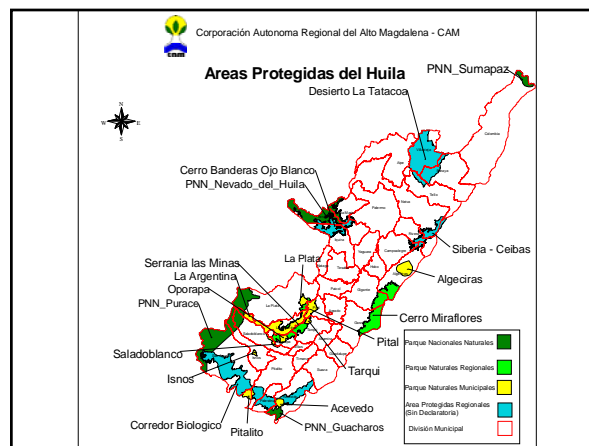 Corporación Autonoma Regional del Alto Magdalena - CAM
Areas Protegidas del Huila
PNN_Sumapaz
Desierto La Tatacoa
N
W
E
S
Cerro Banderas Ojo Blanco
PNN_Nevado_del_Huila
Siberia - Ceibas
La Plata
Algeciras
Serrania las Minas
La Argentina
Oporapa
PNN_Purace
Cerro Miraflores
Pital
Saladoblanco
Tarqui
Isnos
Corredor Biologico
Acevedo
Pitalito
PNN_Guacharos
Parque Nacionales Naturales
Parque Naturales Regionales
Parque Naturales Municipales
Area Protegidas Regionales
(Sin Declaratoria)
División Municipal